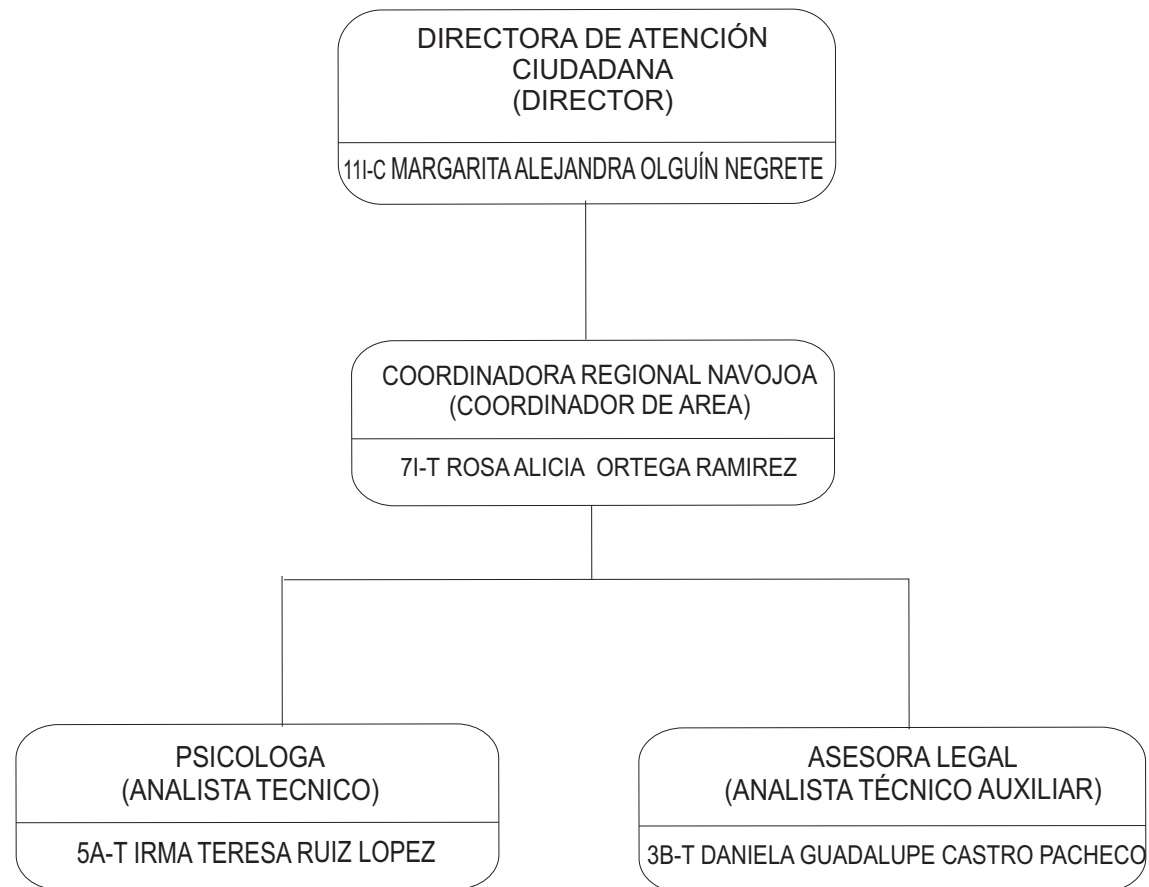 DIRECTORA DE ATENCIÓN
CIUDADANA
(DIRECTOR)
11I-C MARGARITA ALEJANDRA OLGUÍN NEGRETE
COORDINADORA REGIONAL NAVOJOA
(COORDINADOR DE AREA)
7I-T ROSA ALICIA ORTEGA RAMIREZ
PSICOLOGA
(ANALISTA TECNICO)
5A-T IRMA TERESA RUIZ LOPEZ
ASESORA LEGAL
(ANALISTA TÉCNICO AUXILIAR)
3B-T DANIELA GUADALUPE CASTRO PACHECO